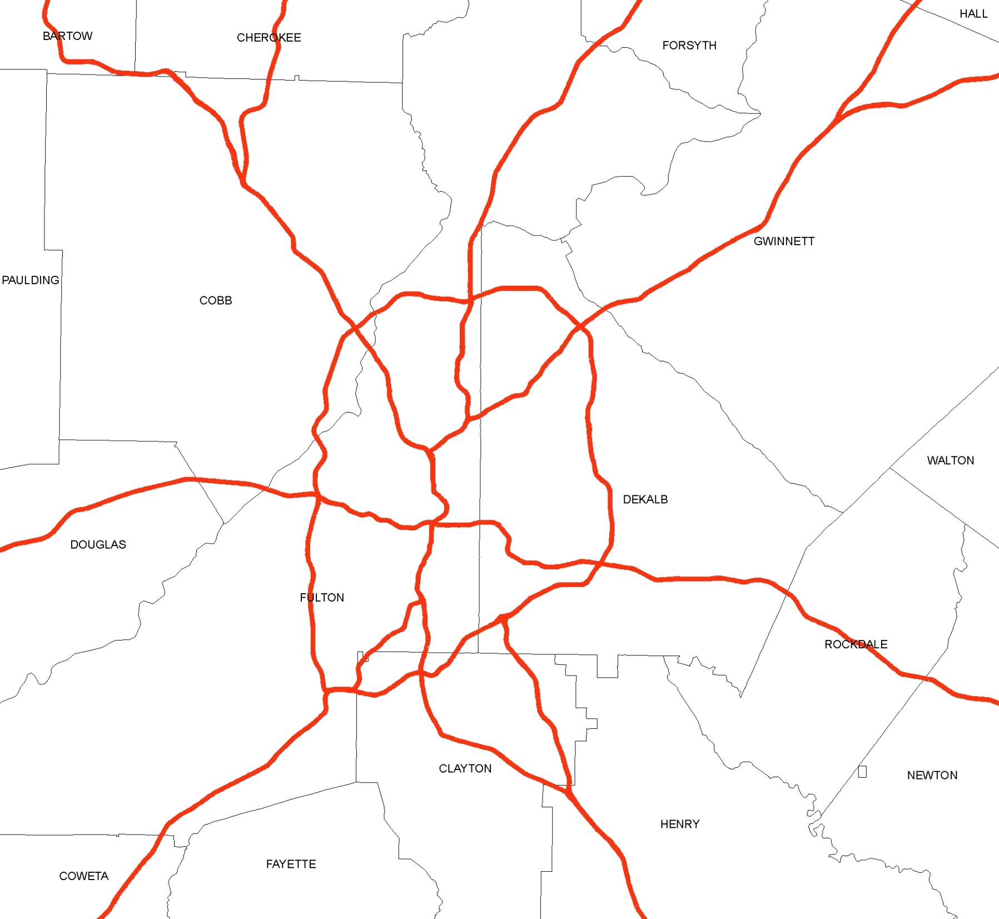 HALL
BARTOW
CHEROKEE
FORSYTH
GWINNETT
PAULDING
COBB
WALTON
DEKALB
DOUGLAS
FULTON
ROCKDALE
CLAYTON
NEWTON
HENRY
FAYETTE
COWETA